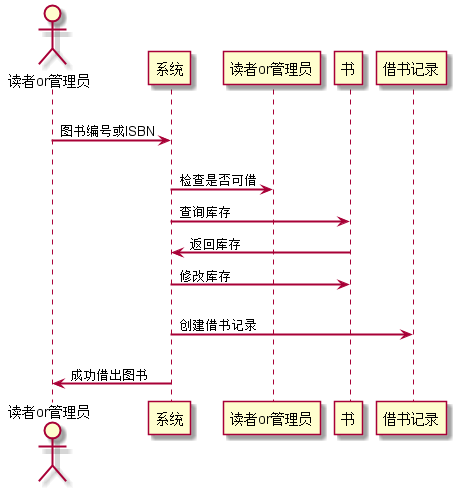 读者or管理员
系统
读者or管理员
书
借书记录
图书编号或ISBN
检查是否可借
查询库存
返回库存
修改库存
创建借书记录
成功借出图书
读者or管理员
系统
读者or管理员
书
借书记录